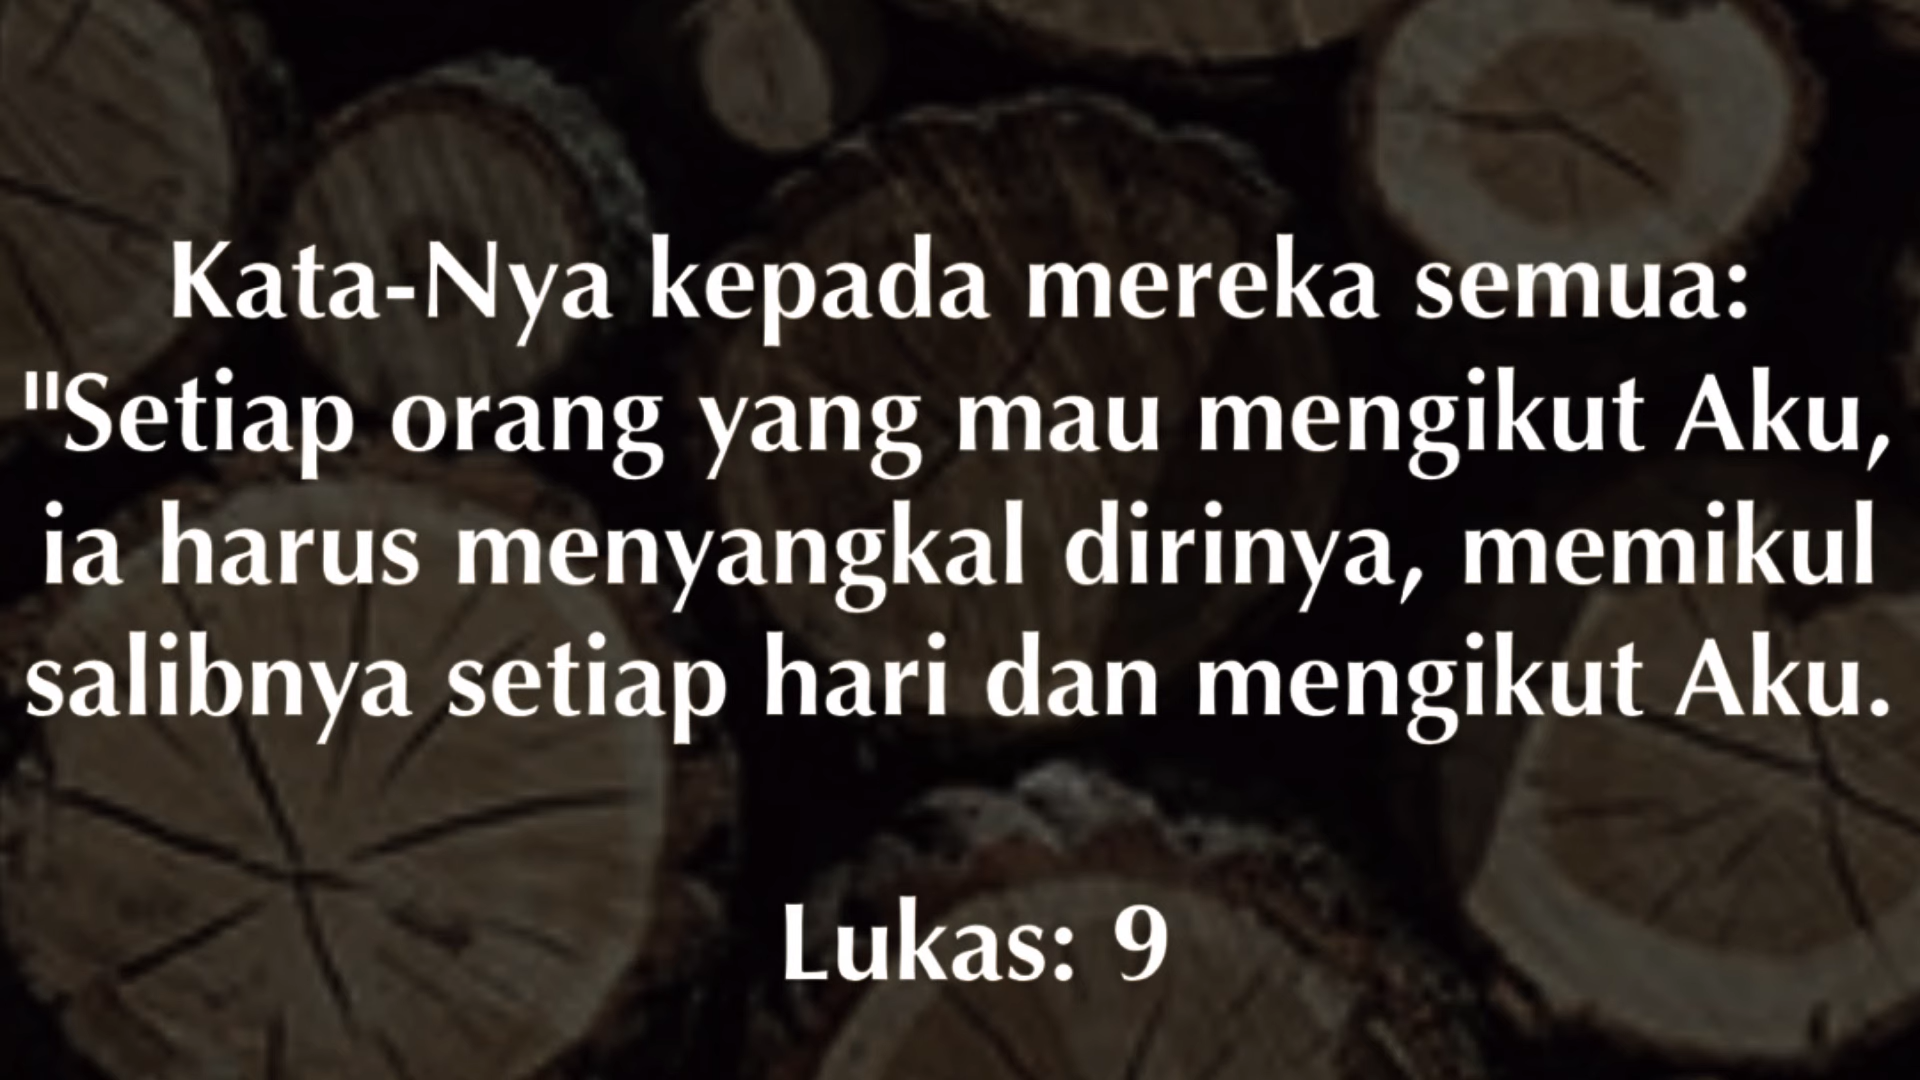 Kata-Nya kepada mereka semua:
"Setiap orang yang mau mengikut Aku,
ia harus menyangkal dirinya, memikul
salibnya setiap hari dan mengikut Aku.
Lukas: 9